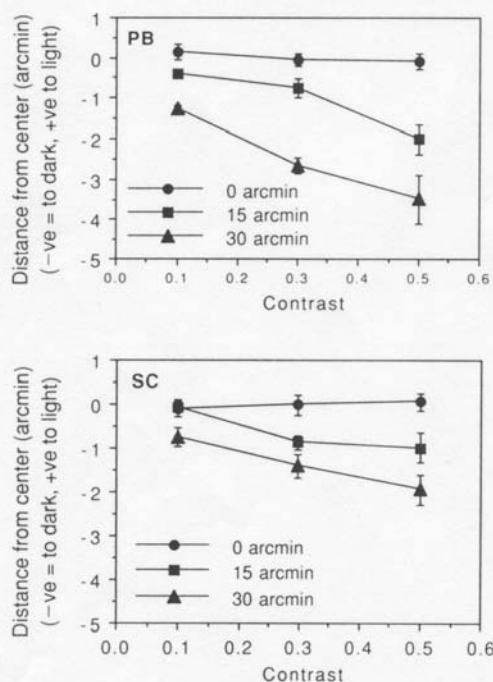 Distance from center (arcmin)
(−ve = to dark, +ve to light)
1
0
-1
-2
-3
-4
-5
PB
0 arcmin
15 arcmin
30 arcmin
0.0 0.1 0.2 0.3 0.4 0.5 0.6
Contrast
Distance from center (arcmin)
(−ve = to dark, +ve to light)
1
0
-1
-2
-3
-4
-5
SC
0 arcmin
15 arcmin
30 arcmin
0.0 0.1 0.2 0.3 0.4 0.5 0.6
Contrast